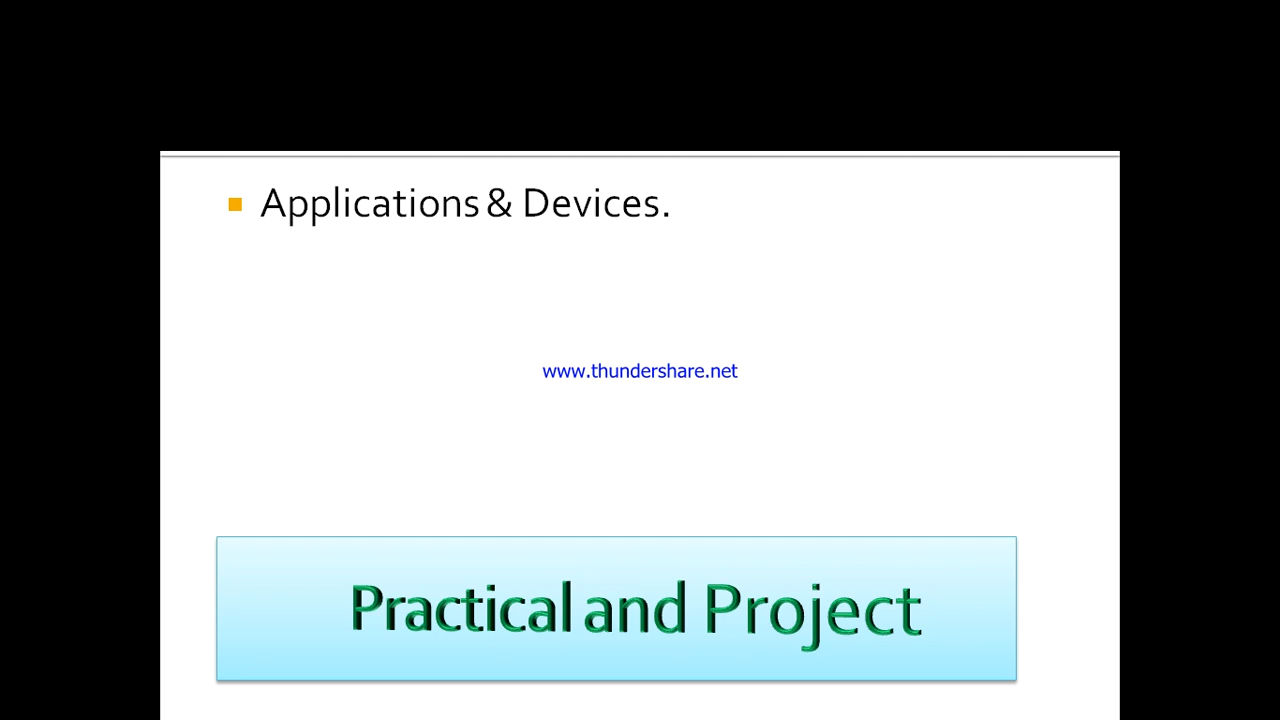 Applications & Devices.
www.thundershare.net
Practical and Project